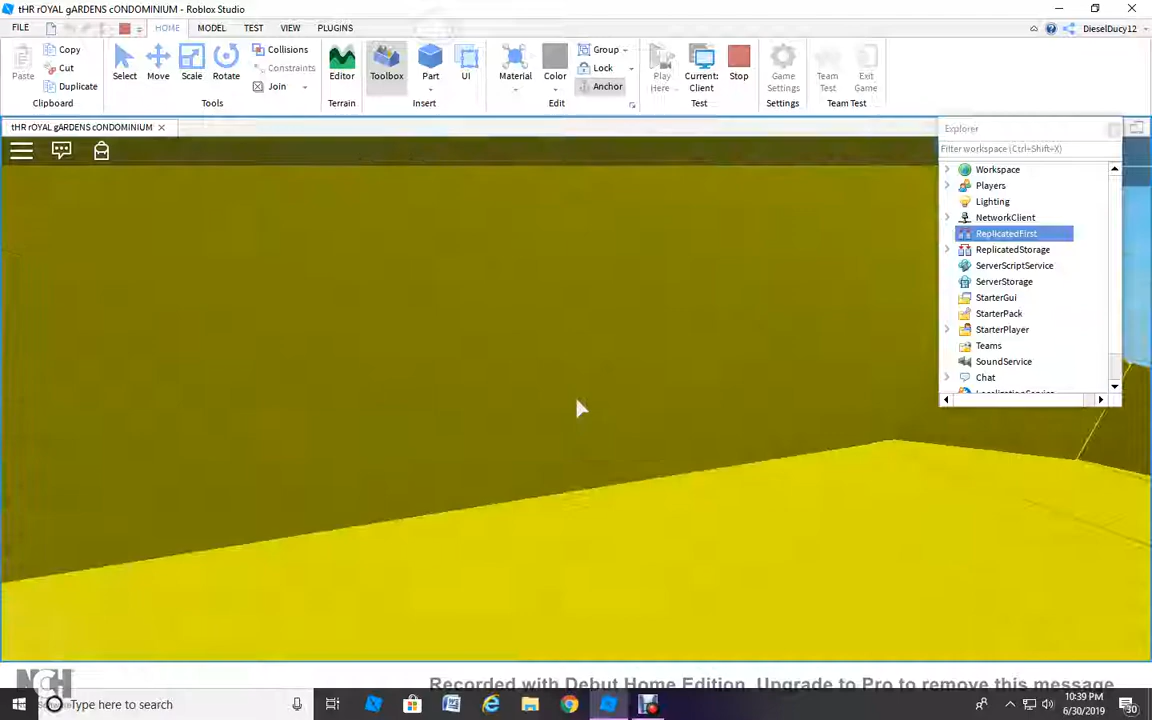 tHR rOYAL gARDENS cONDOMINIUM - Roblox Studio
FILE HOME MODEL TEST VIEW PLUGINS DieselDucy12
Paste Copy Cut Duplicate Clipboard
Select Move Scale Rotate Collisions Constraints Join Tools
Editor Terrain
Toolbox Part UI Insert
Material Color Group Lock Anchor Edit
Play Here Current: Client Stop Test
Game Settings Settings
Team Test Exit Game Team Test
tHR rOYAL gARDENS cONDOMINIUM
Explorer
Filter workspace (Ctrl+Shift+X)
Workspace
Players
Lighting
NetworkClient
ReplicatedFirst
ReplicatedStorage
ServerScriptService
ServerStorage
StarterGui
StarterPack
StarterPlayer
Teams
SoundService
Chat
LocalizationService
NCH
Recorded with Debut Home Edition. Upgrade to Pro to remove this message
Type here to search
10:39 PM
6/30/2019
30